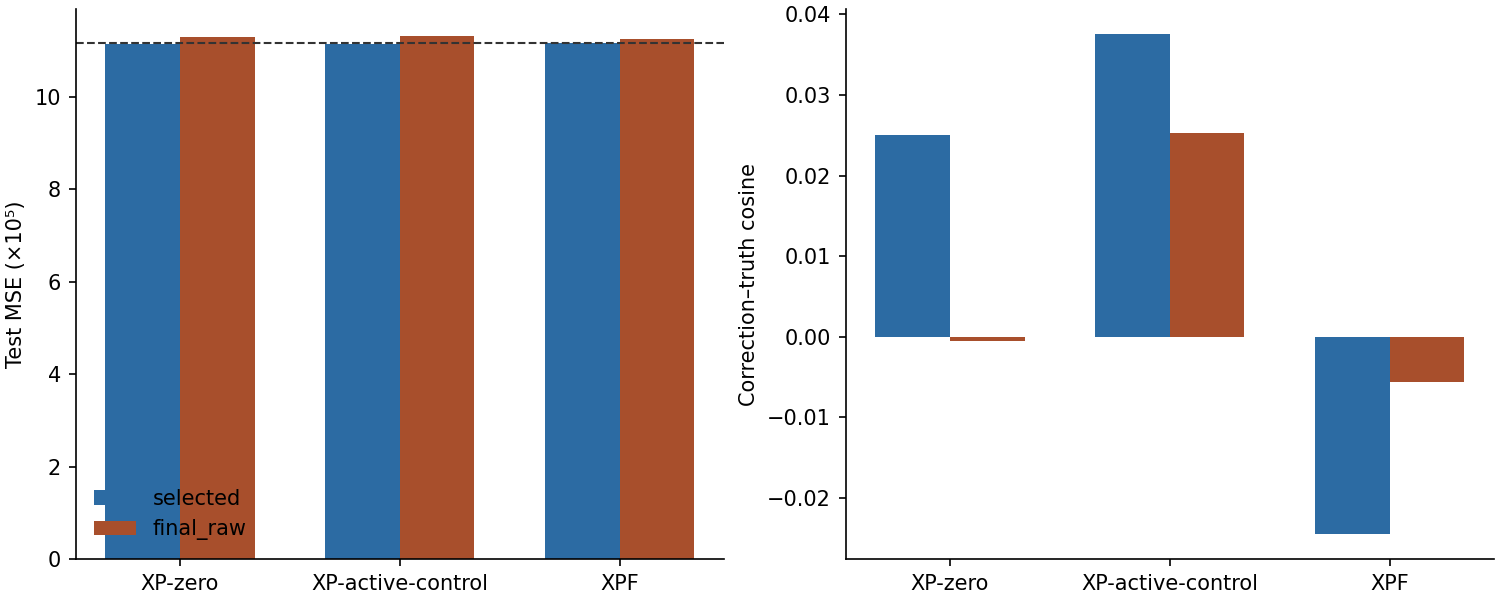 Test MSE (×10⁵)
10
8
6
4
2
0
selected
final_raw
XP-zero
XP-active-control
XPF
Correction–truth cosine
0.04
0.03
0.02
0.01
0.00
−0.01
−0.02
XP-zero
XP-active-control
XPF